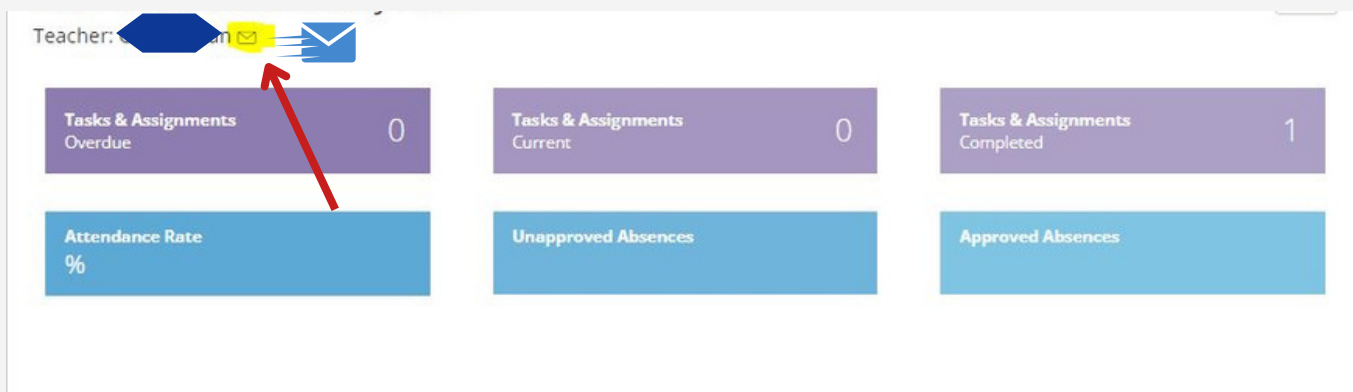 Teacher:
Tasks & Assignments
Overdue
0
Tasks & Assignments
Current
0
Tasks & Assignments
Completed
1
Attendance Rate
%
Unapproved Absences
Approved Absences